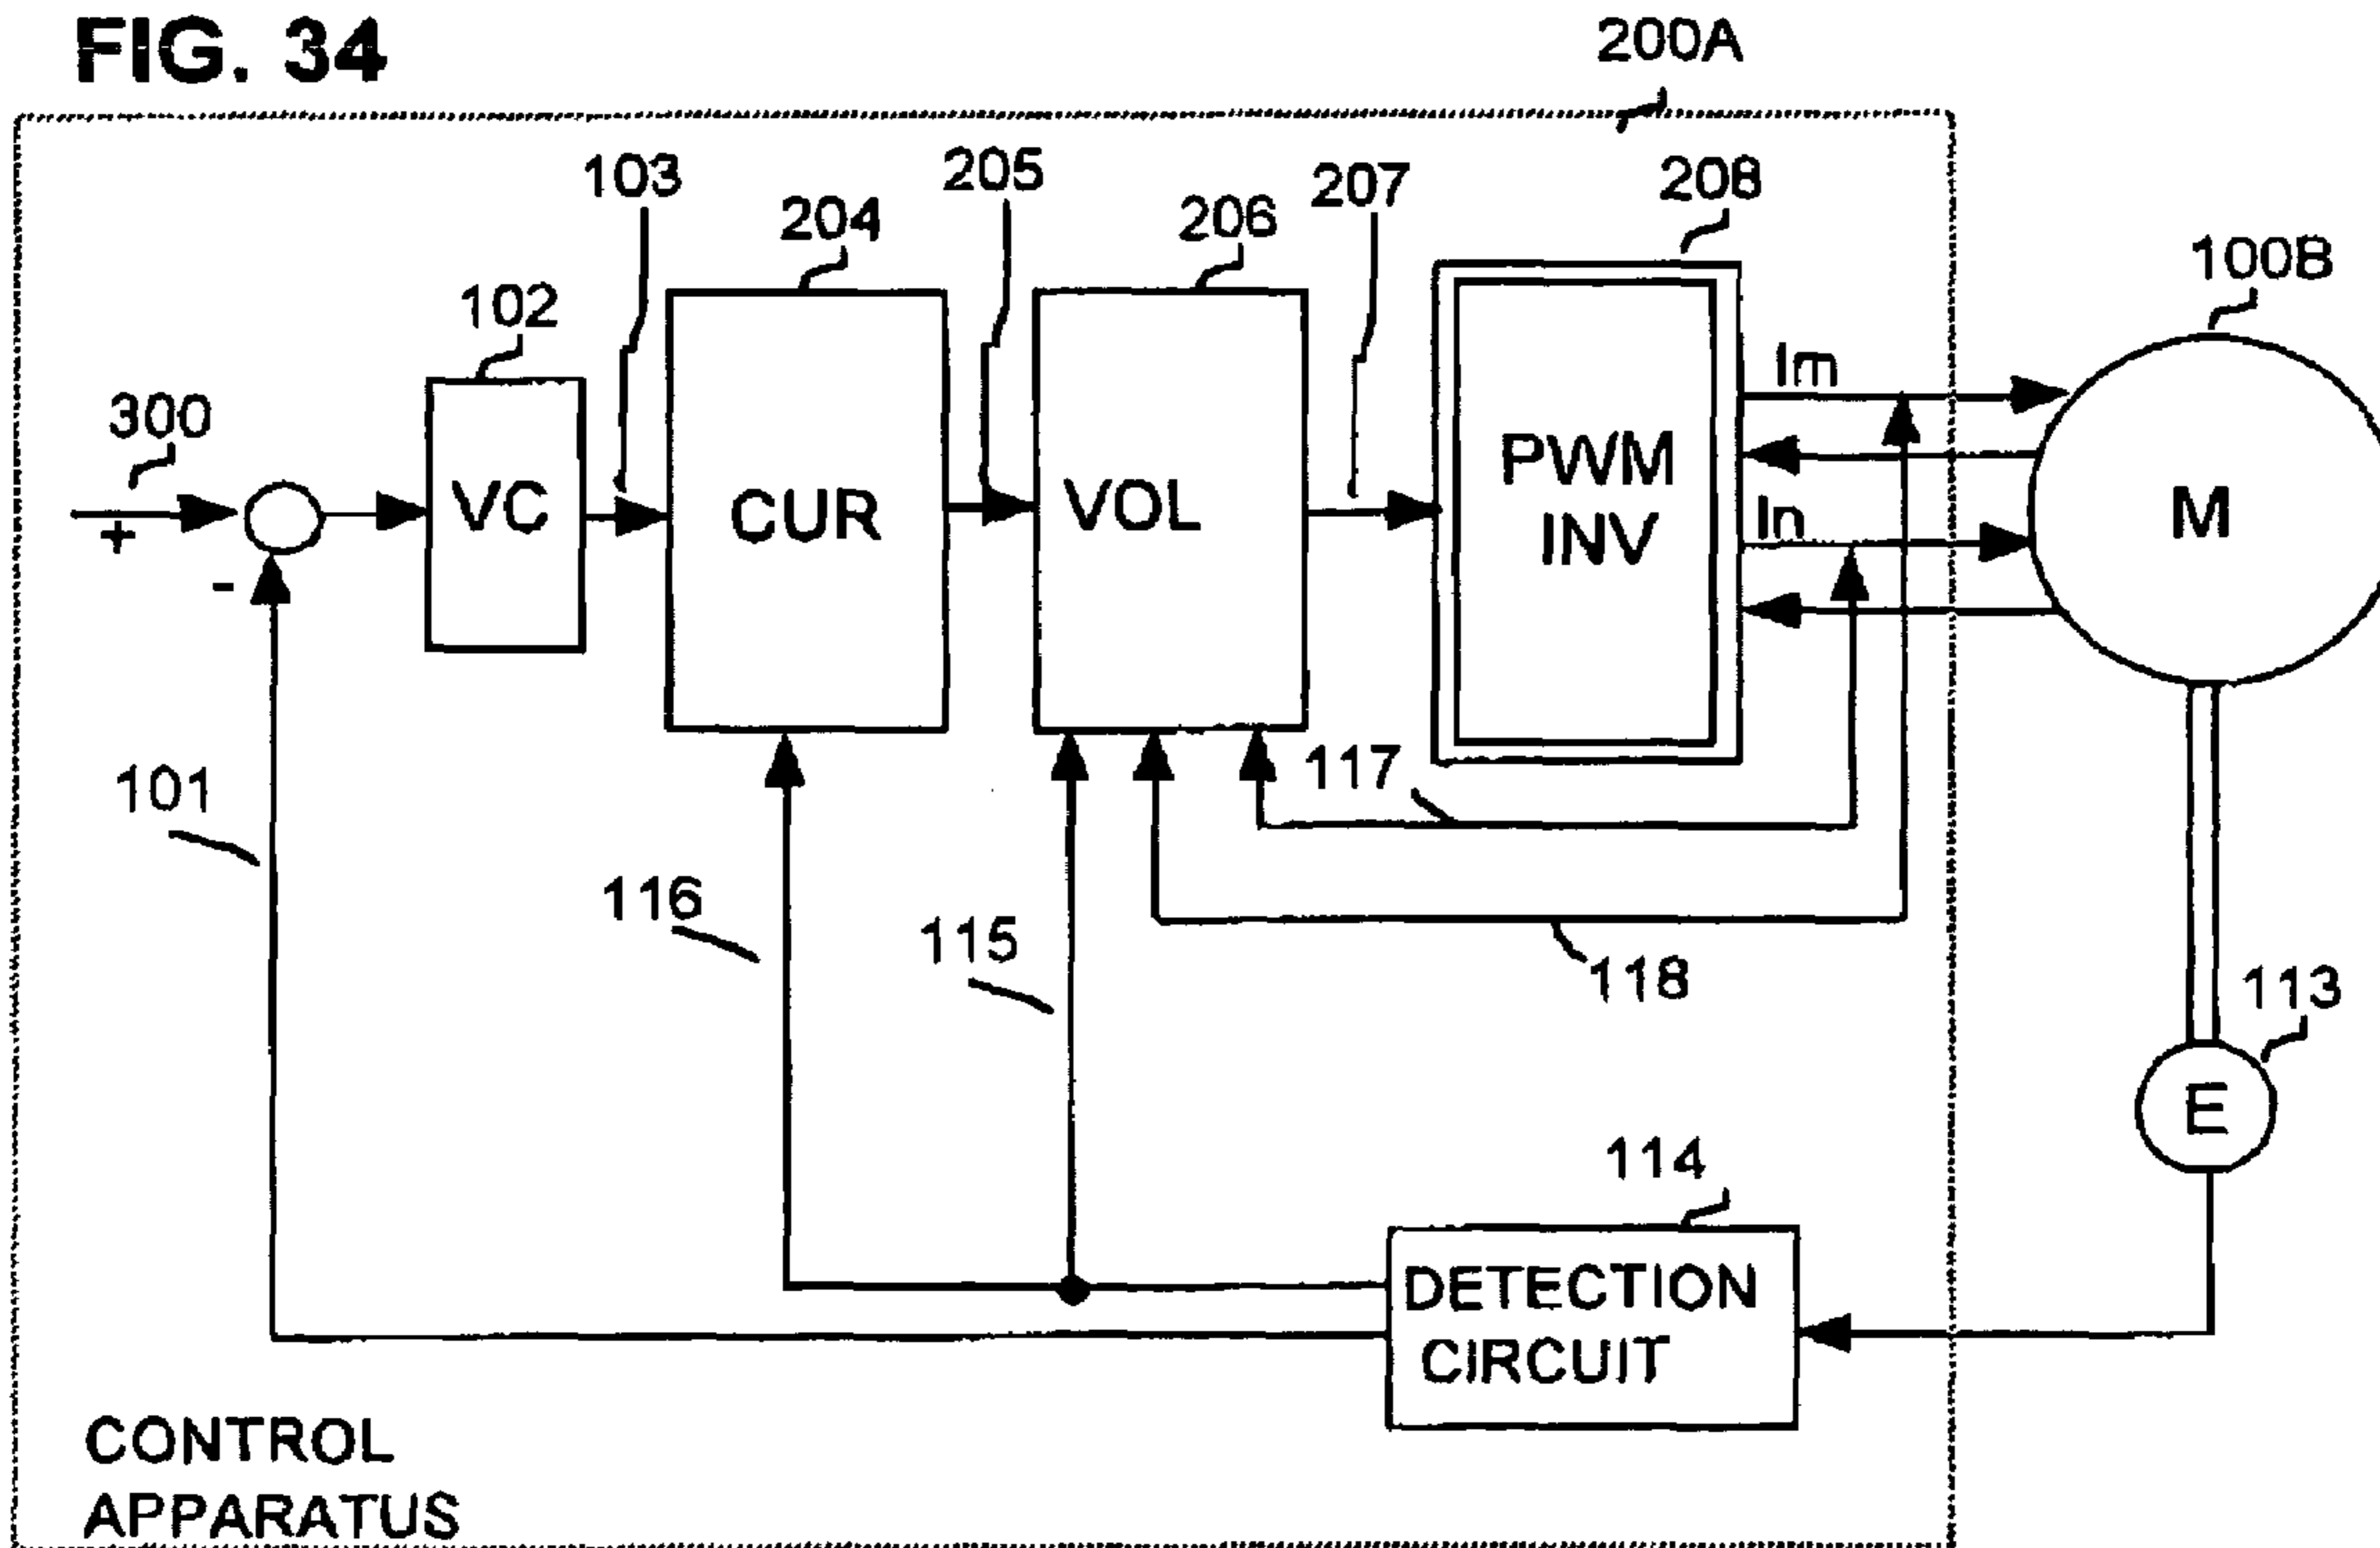 FIG. 34
200A
103
204
205
206
207
208
100B
102
300
+
-
VC
CUR
VOL
PWM
INV
Im
In
M
101
116
115
117
118
113
E
114
DETECTION
CIRCUIT
CONTROL
APPARATUS